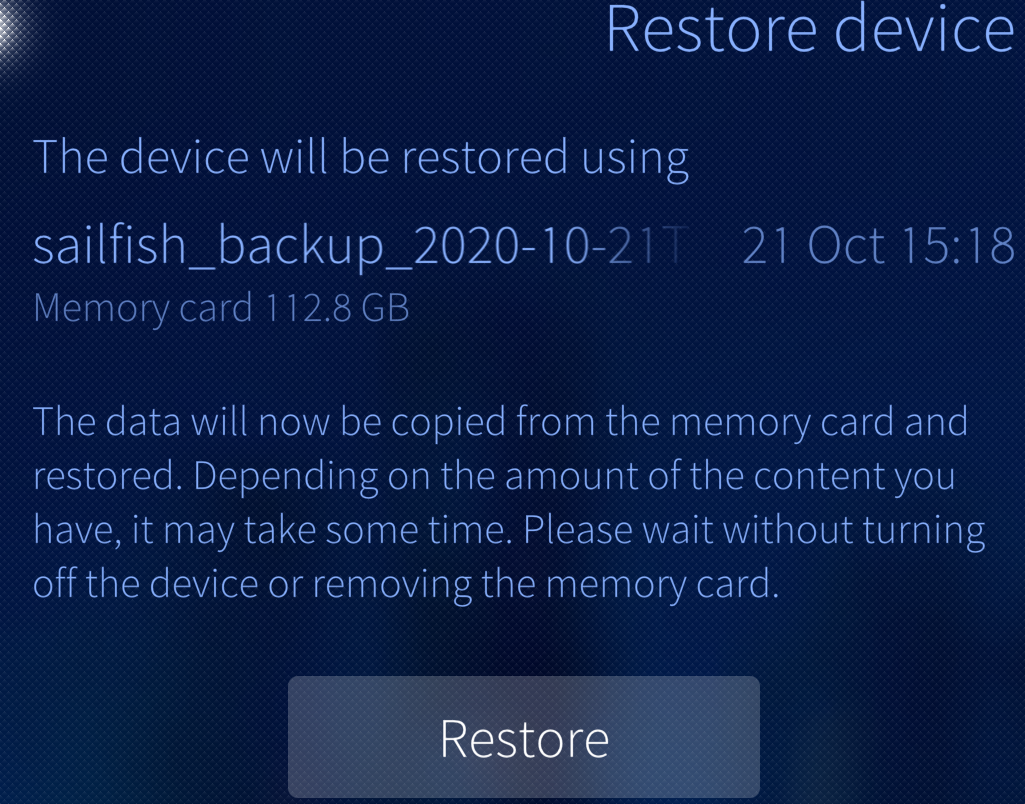 Restore device
The device will be restored using
sailfish_backup_2020-10-21T 21 Oct 15:18
Memory card 112.8 GB
The data will now be copied from the memory card and
restored. Depending on the amount of the content you
have, it may take some time. Please wait without turning
off the device or removing the memory card.
Restore